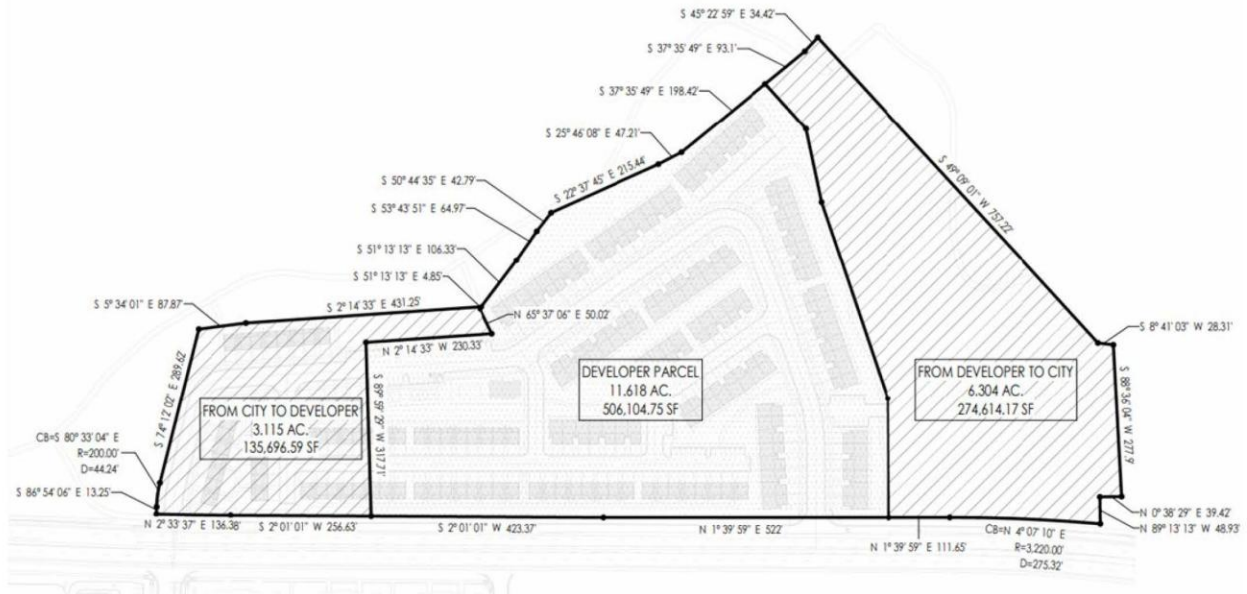 S 45° 22' 59" E 34.42'
S 37° 35' 49" E 93.1'
S 37° 35' 49" E 198.42'
S 25° 46' 08" E 47.21'
S 22° 37' 45" E 215.44'
S 50° 44' 35" E 42.79'
S 53° 43' 51" E 64.97'
S 51° 13' 13" E 106.33'
S 51° 13' 13" E 4.85'
S 49° 09' 01" W 757.22'
S 5° 34' 01" E 87.87'
S 2° 14' 33" E 431.25'
N 65° 37' 06" E 50.02'
N 2° 14' 33" W 230.33'
S 8° 41' 03" W 28.31'
S 74° 12' 02" E 289.62'
FROM CITY TO DEVELOPER
3.115 AC.
135,696.59 SF
S 89° 59' 29" W 317.71'
DEVELOPER PARCEL
11.618 AC.
506,104.75 SF
FROM DEVELOPER TO CITY
6.304 AC.
274,614.17 SF
S 88° 36' 04" W 277.9'
CB=S 80° 33' 04" E
R=200.00'
D=44.24'
S 86° 54' 06" E 13.25'
N 2° 33' 37" E 136.38'
S 2° 01' 01" W 256.63'
S 2° 01' 01" W 423.37'
N 1° 39' 59" E 522'
N 1° 39' 59" E 111.65'
CB=N 4° 07' 10" E
R=3,220.00'
D=275.32'
N 0° 38' 29" E 39.42'
N 89° 13' 13" W 48.93'